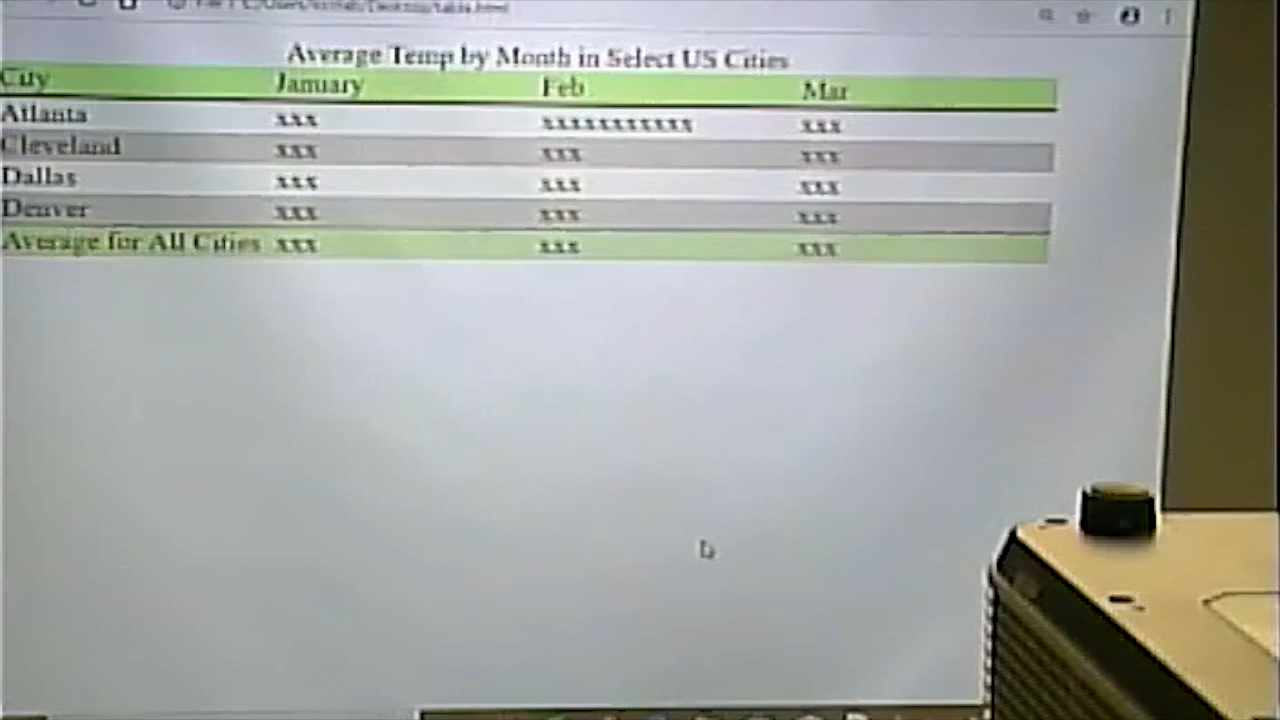 Average Temp by Month in Select US Cities
City January Feb Mar
Atlanta xxx xxxxxxxxxxx xxx
Cleveland xxx xxx xxx
Dallas xxx xxx xxx
Denver xxx xxx xxx
Average for All Cities xxx xxx xxx